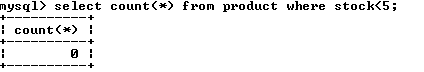 mysql> select count(*) from product where stock<5;
+----------+
¦ count(*) ¦
+----------+
¦        0 ¦
+----------+